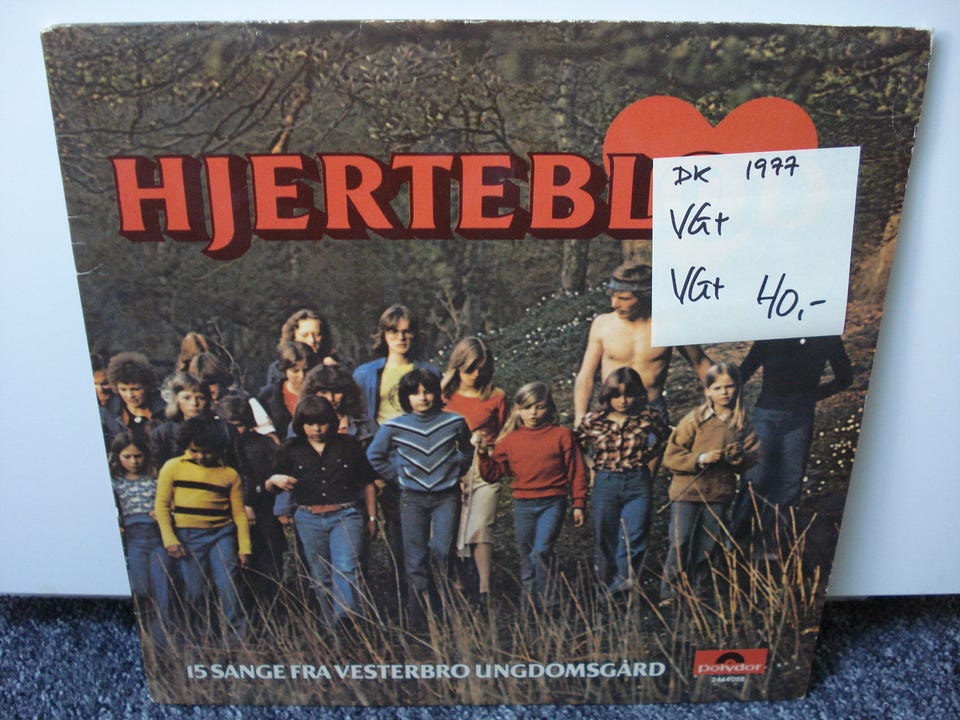 HJERTEBL
DK 1977
VG+
VG+ 40,-
15 SANGE FRA VESTERBRO UNGDOMSGÅRD
polydor